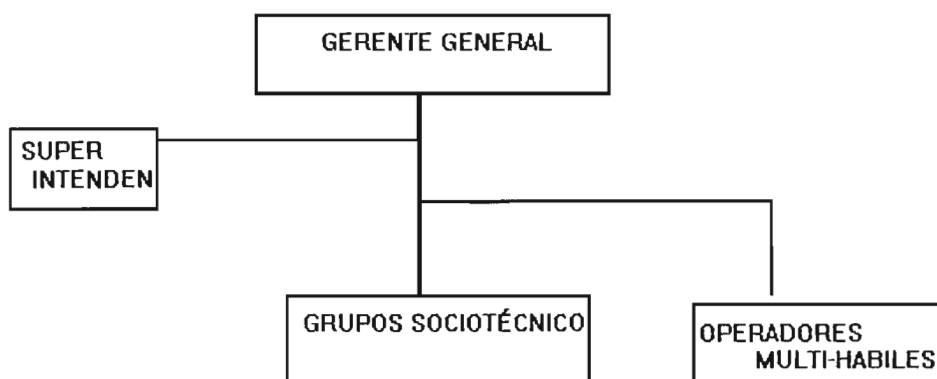 GERENTE GENERAL
SUPER
INTENDEN
GRUPOS SOCIOTÉCNICO
OPERADORES
MULTI-HABILES